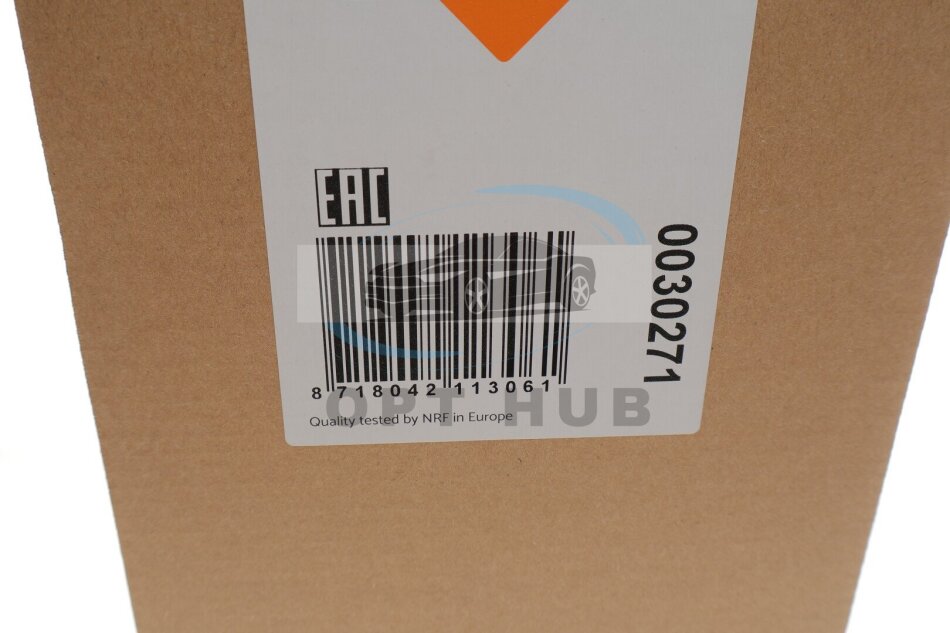 EAC
0030271
8 718042 113061
OPT HUB
Quality tested by NRF in Europe